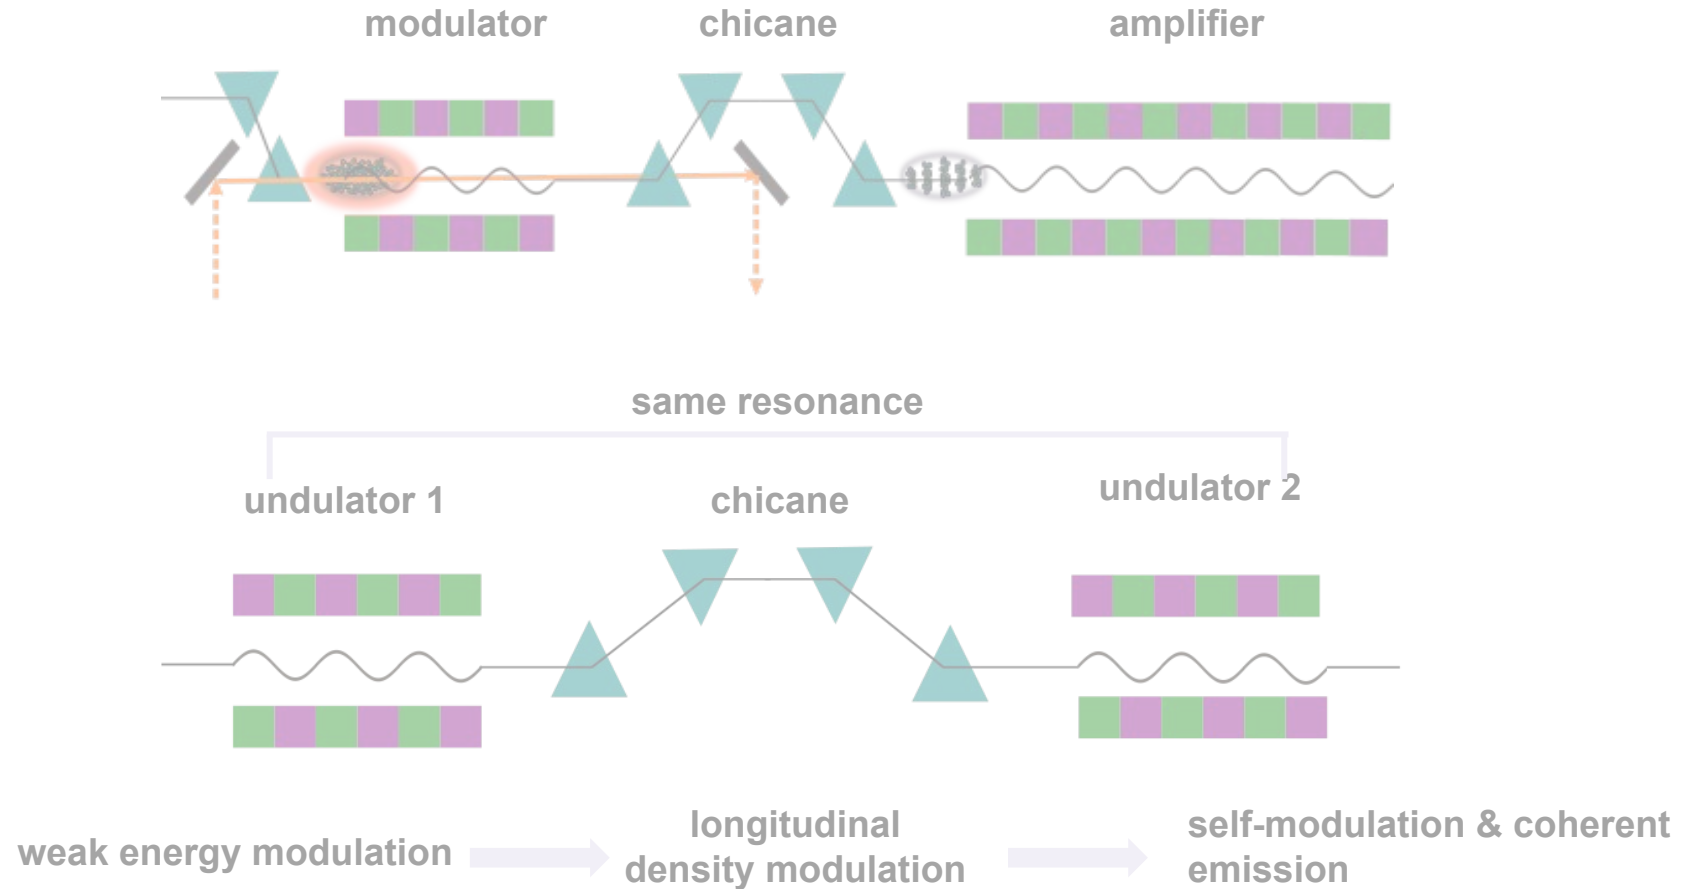 modulator
chicane
amplifier
same resonance
undulator 1
chicane
undulator 2
weak energy modulation
longitudinal
density modulation
self-modulation & coherent
emission